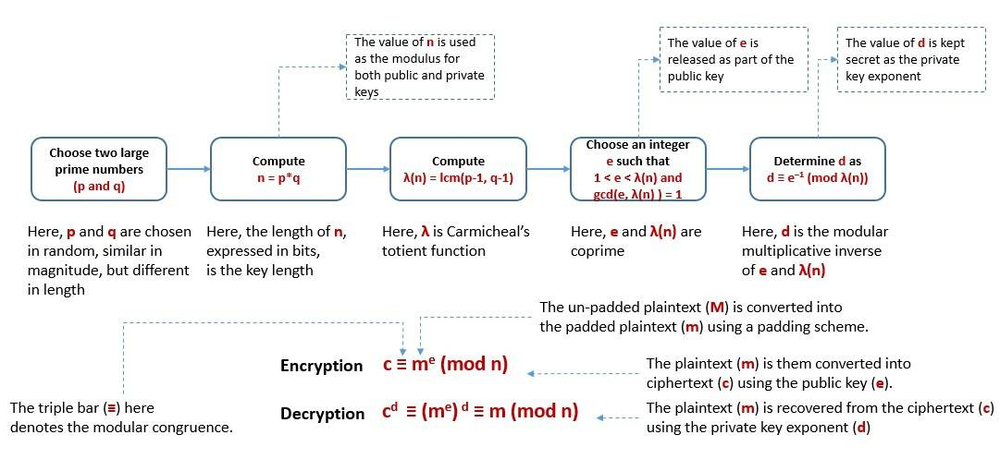 The value of n is used
as the modulus for
both public and private
keys
The value of e is
released as part of the
public key
The value of d is kept
secret as the private
key exponent
Choose two large
prime numbers
(p and q)
Compute
n = p*q
Compute
λ(n) = lcm(p-1, q-1)
Choose an integer
e such that
1 < e < λ(n) and
gcd(e, λ(n) ) = 1
Determine d as
d ≡ e⁻¹ (mod λ(n))
Here, p and q are chosen
in random, similar in
magnitude, but different
in length
Here, the length of n,
expressed in bits,
is the key length
Here, λ is Carmicheal’s
totient function
Here, e and λ(n) are
coprime
Here, d is the modular
multiplicative inverse
of e and λ(n)
The un-padded plaintext (M) is converted into
the padded plaintext (m) using a padding scheme.
Encryption c ≡ mᵉ (mod n)
The plaintext (m) is them converted into
ciphertext (c) using the public key (e).
The triple bar (≡) here
denotes the modular congruence.
Decryption cᵈ ≡ (mᵉ) ᵈ ≡ m (mod n)
The plaintext (m) is recovered from the ciphertext (c)
using the private key exponent (d)